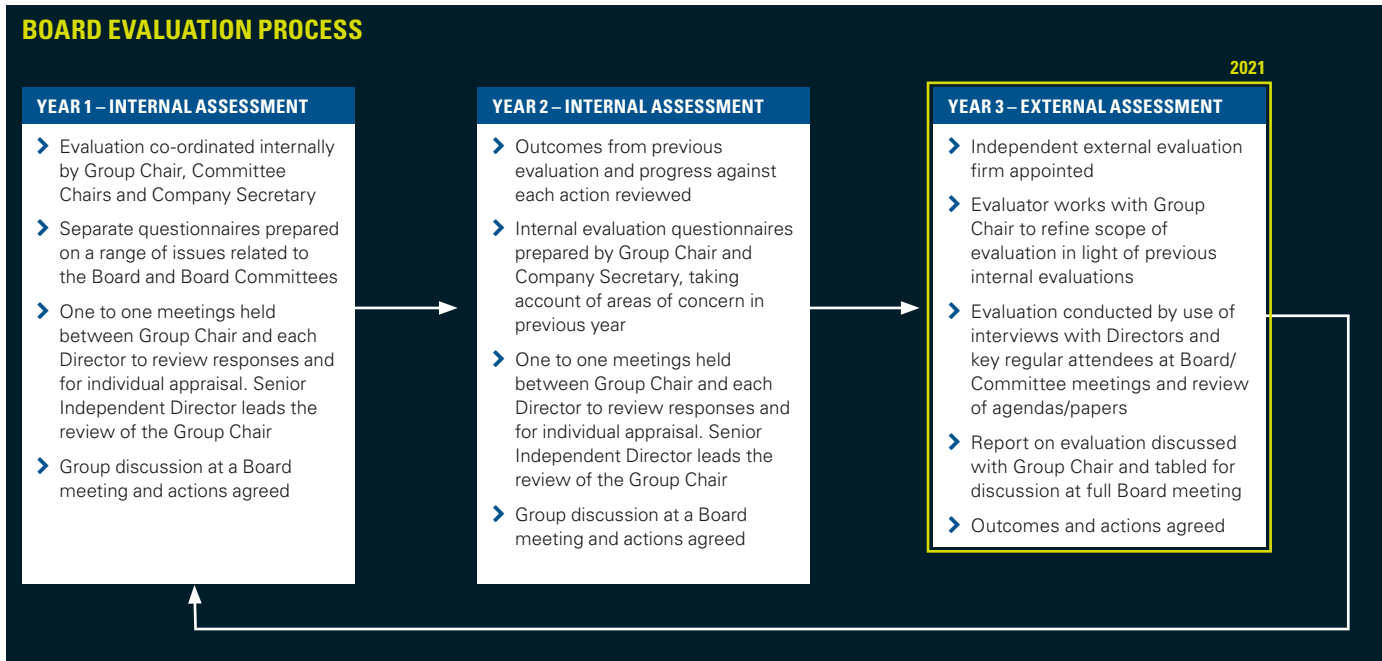 BOARD EVALUATION PROCESS
YEAR 1 – INTERNAL ASSESSMENT
Evaluation co-ordinated internally
by Group Chair, Committee
Chairs and Company Secretary
Separate questionnaires prepared
on a range of issues related to
the Board and Board Committees
One to one meetings held
between Group Chair and each
Director to review responses and
for individual appraisal. Senior
Independent Director leads the
review of the Group Chair
Group discussion at a Board
meeting and actions agreed
YEAR 2 – INTERNAL ASSESSMENT
Outcomes from previous
evaluation and progress against
each action reviewed
Internal evaluation questionnaires
prepared by Group Chair and
Company Secretary, taking
account of areas of concern in
previous year
One to one meetings held
between Group Chair and each
Director to review responses and
for individual appraisal. Senior
Independent Director leads the
review of the Group Chair
Group discussion at a Board
meeting and actions agreed
2021
YEAR 3 – EXTERNAL ASSESSMENT
Independent external evaluation
firm appointed
Evaluator works with Group
Chair to refine scope of
evaluation in light of previous
internal evaluations
Evaluation conducted by use of
interviews with Directors and
key regular attendees at Board/
Committee meetings and review
of agendas/papers
Report on evaluation discussed
with Group Chair and tabled for
discussion at full Board meeting
Outcomes and actions agreed